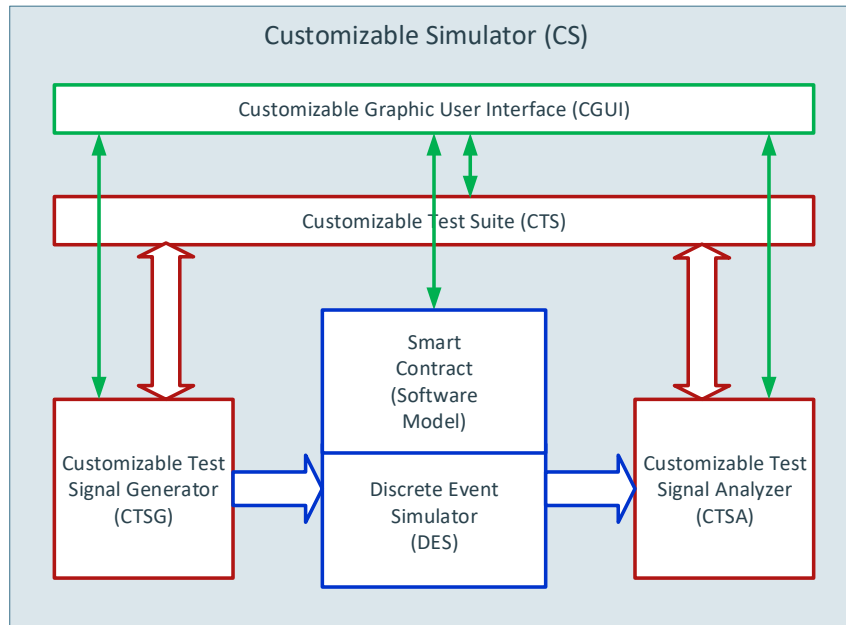 Customizable Simulator (CS)
Customizable Graphic User Interface (CGUI)
Customizable Test Suite (CTS)
Smart
Contract
(Software
Model)
Customizable Test
Signal Generator
(CTSG)
Discrete Event
Simulator
(DES)
Customizable Test
Signal Analyzer
(CTSA)